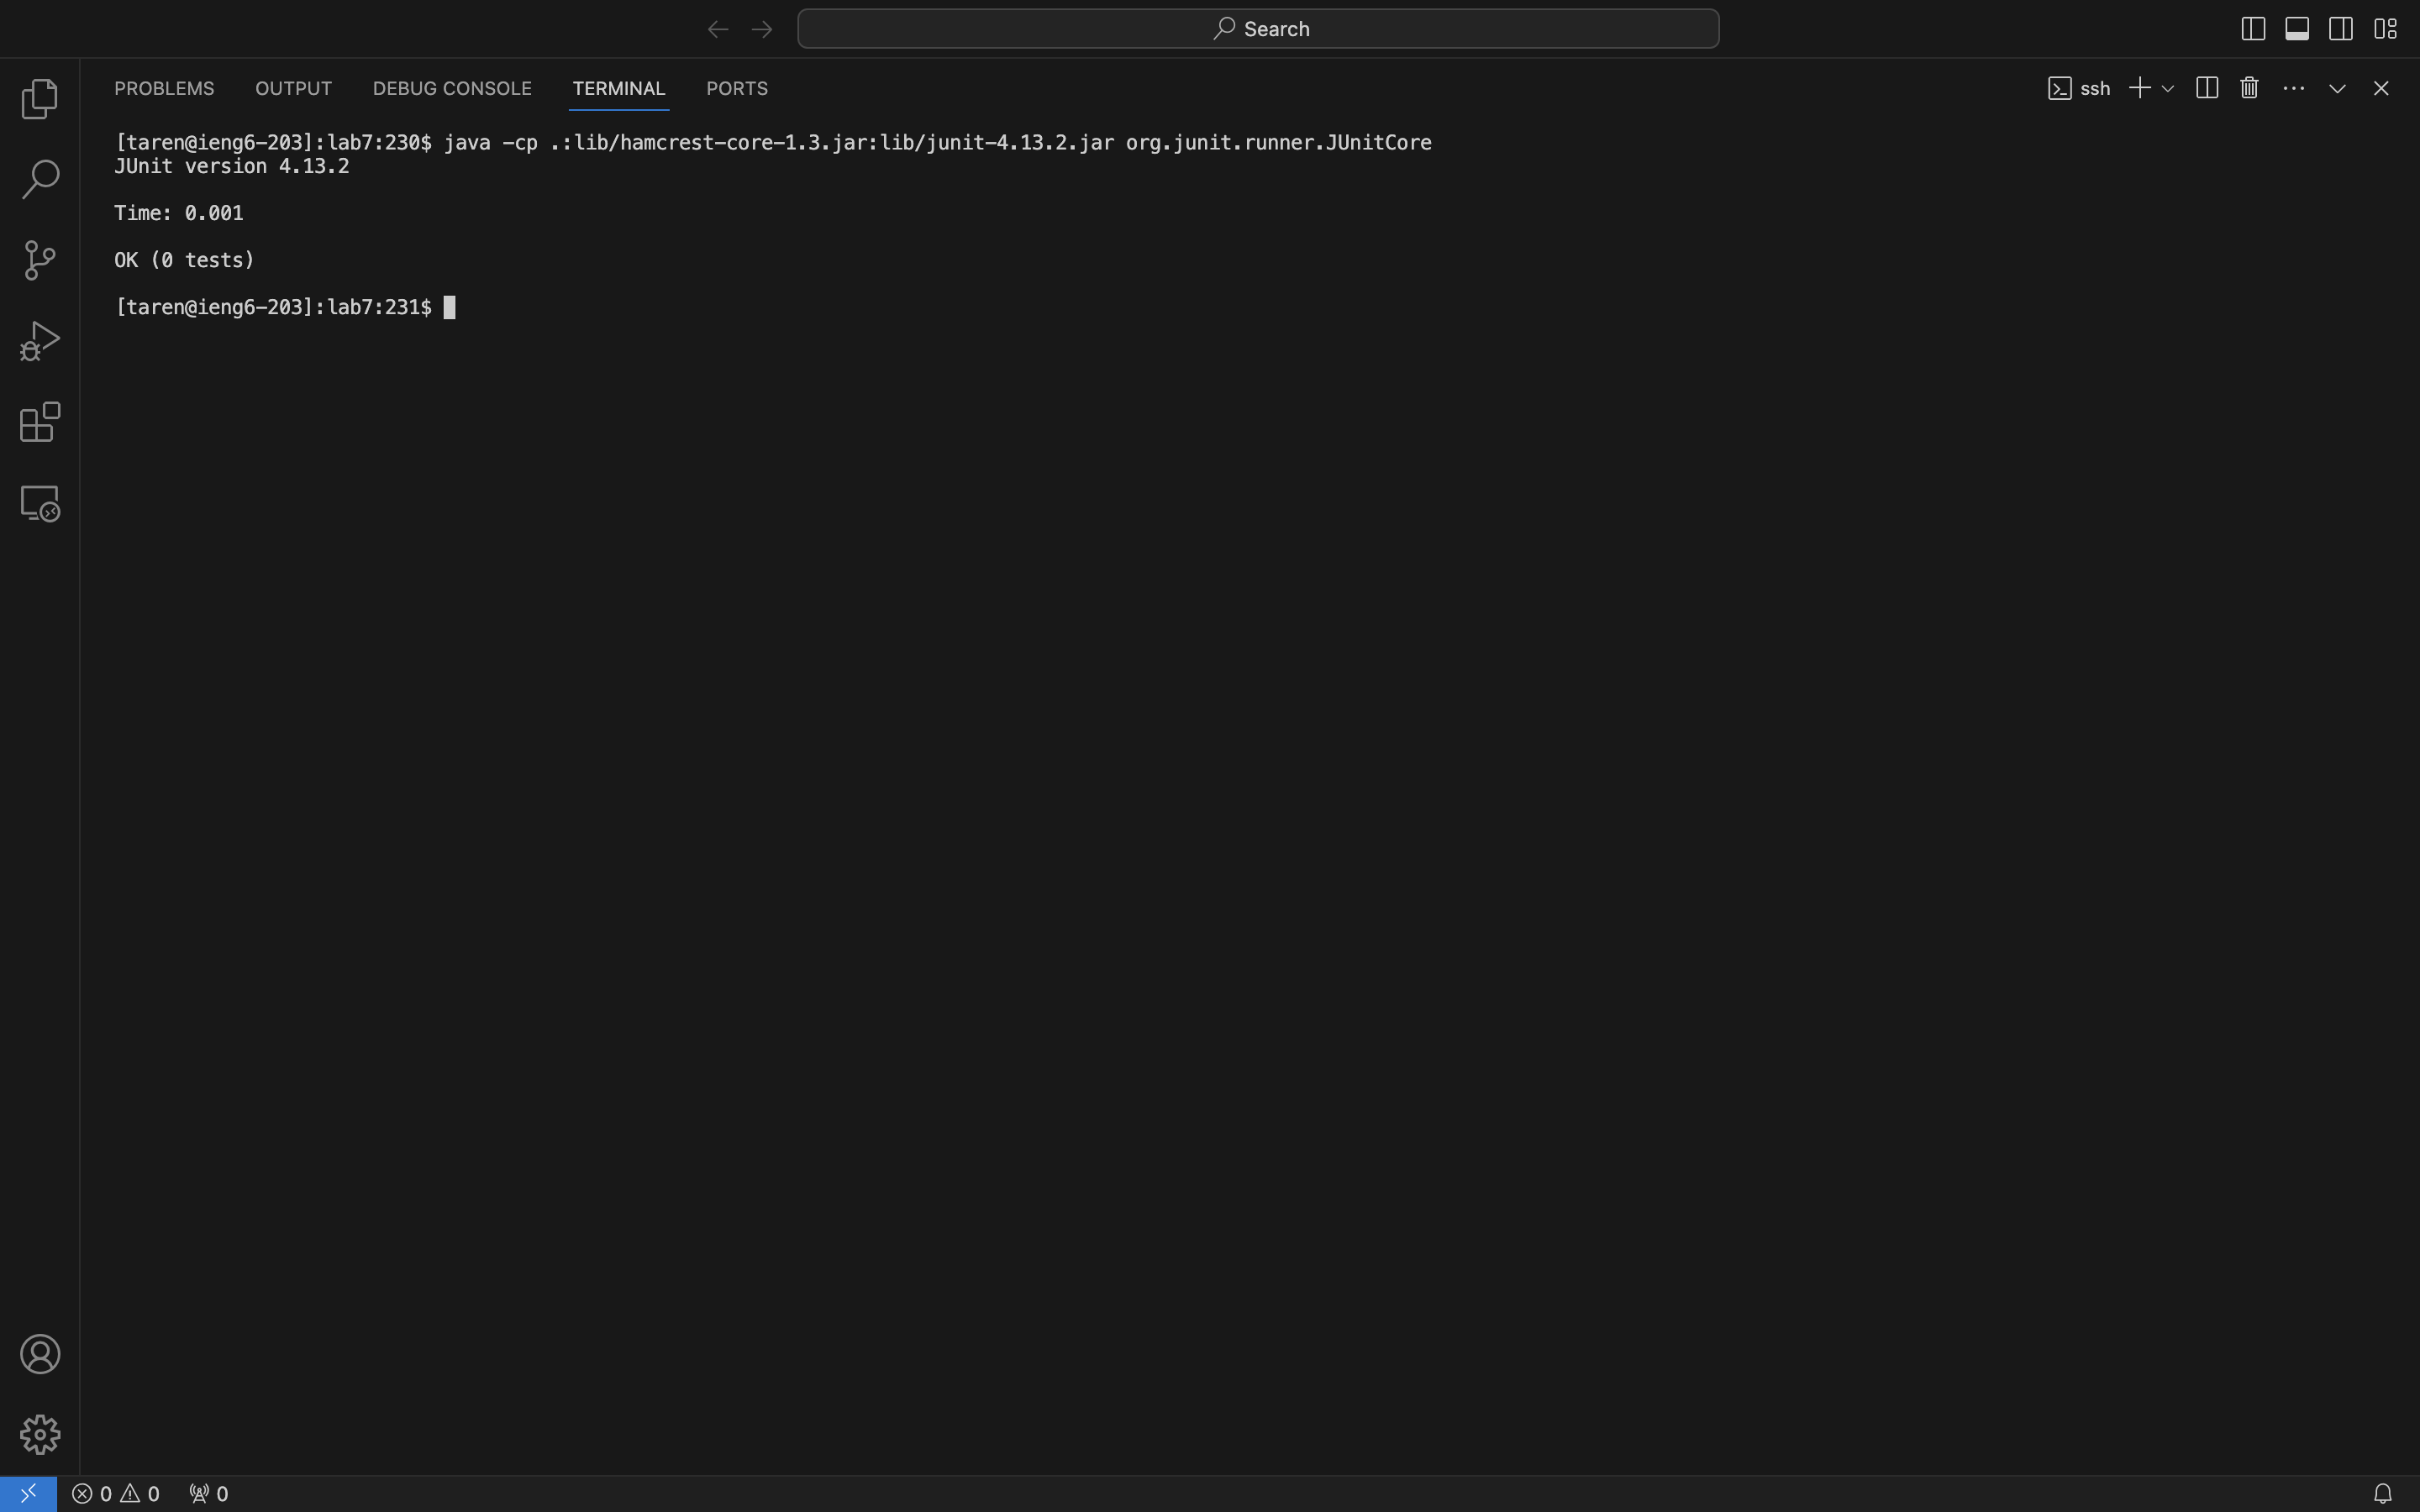 Search
PROBLEMS OUTPUT DEBUG CONSOLE TERMINAL PORTS ssh
[taren@ieng6-203]:lab7:230$ java -cp .:lib/hamcrest-core-1.3.jar:lib/junit-4.13.2.jar org.junit.runner.JUnitCore
JUnit version 4.13.2
Time: 0.001
OK (0 tests)
[taren@ieng6-203]:lab7:231$
0 0 0